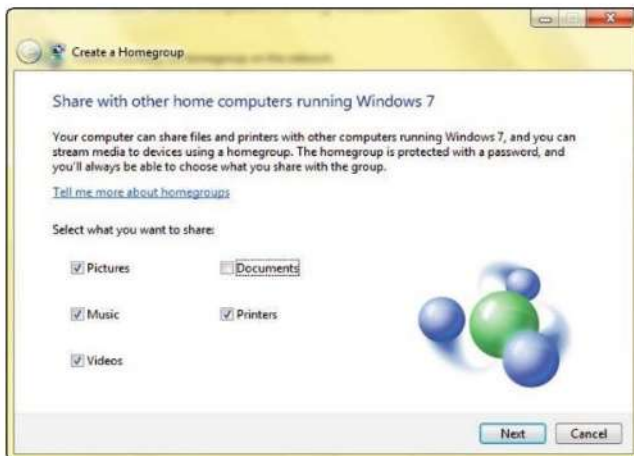 Create a Homegroup
Share with other home computers running Windows 7
Your computer can share files and printers with other computers running Windows 7, and you can
stream media to devices using a homegroup. The homegroup is protected with a password, and
you'll always be able to choose what you share with the group.
Tell me more about homegroups
Select what you want to share:
Pictures Documents
Music Printers
Videos
Next Cancel